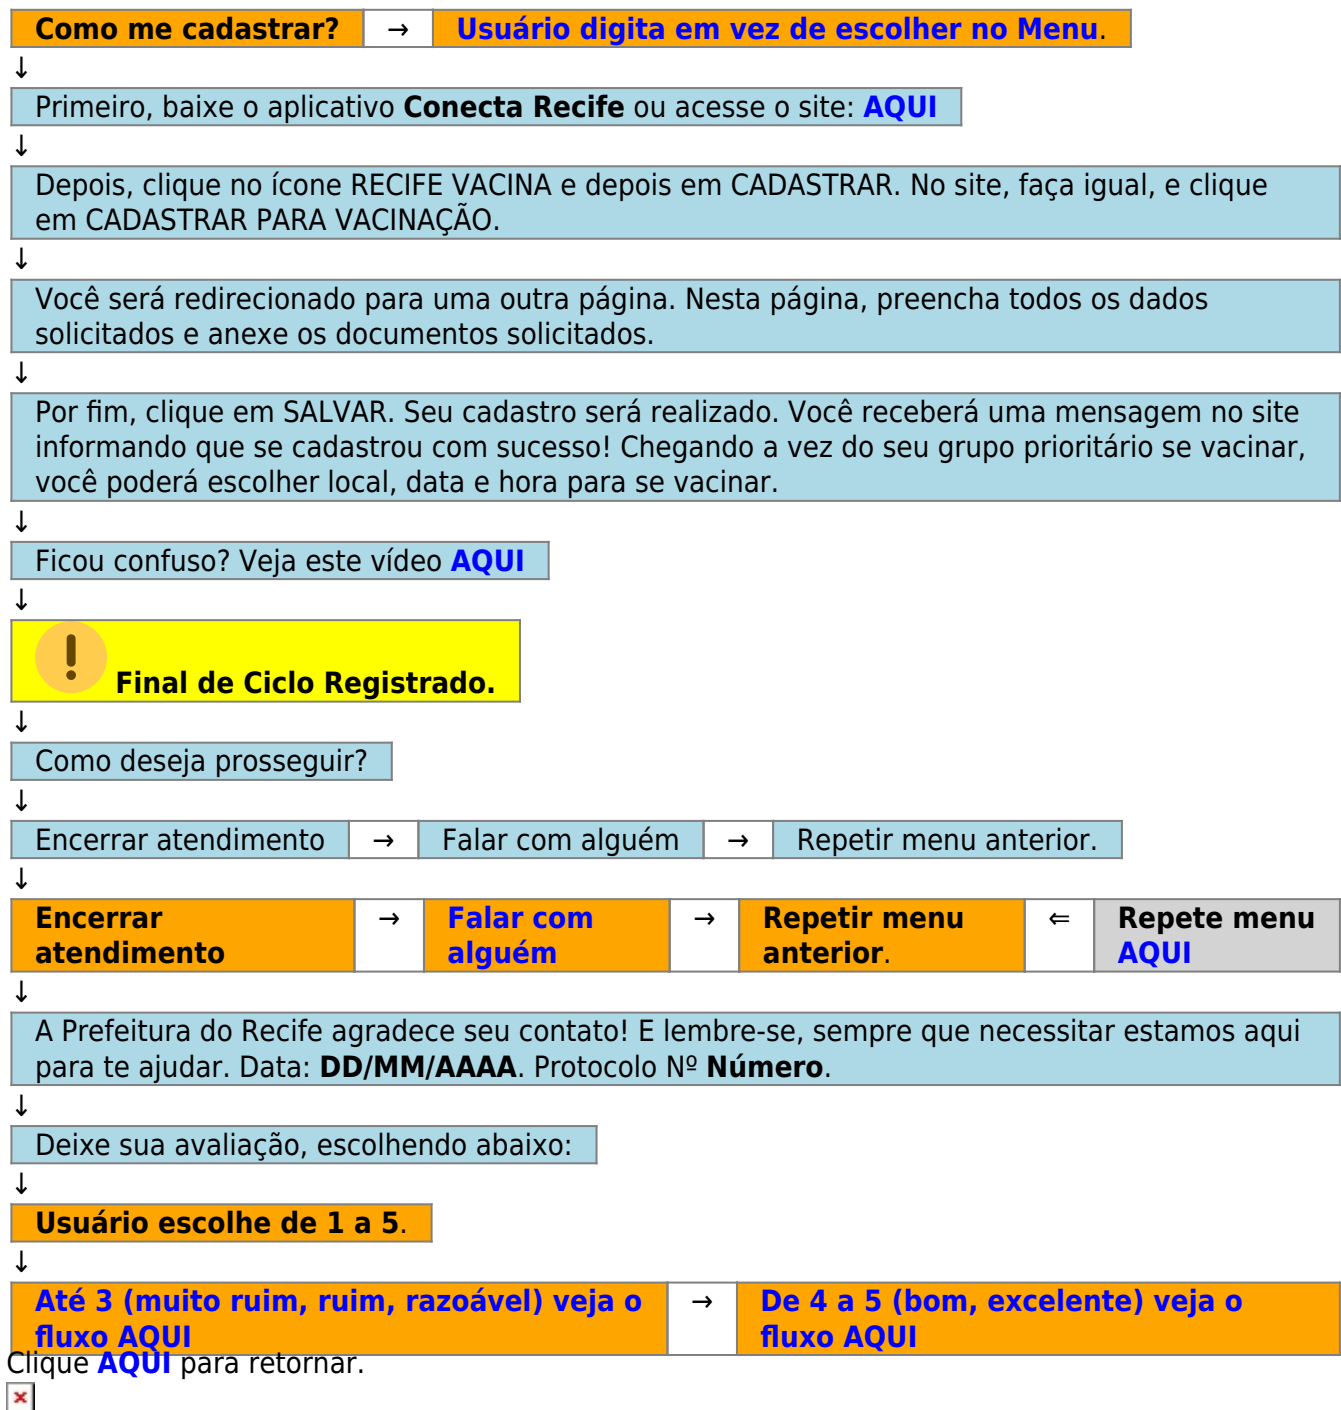 Como me cadastrar? → Usuário digita em vez de escolher no Menu.
↓
Primeiro, baixe o aplicativo Conecta Recife ou acesse o site: AQUI
↓
Depois, clique no ícone RECIFE VACINA e depois em CADASTRAR. No site, faça igual, e clique
em CADASTRAR PARA VACINAÇÃO.
↓
Você será redirecionado para uma outra página. Nesta página, preencha todos os dados
solicitados e anexe os documentos solicitados.
↓
Por fim, clique em SALVAR. Seu cadastro será realizado. Você receberá uma mensagem no site
informando que se cadastrou com sucesso! Chegando a vez do seu grupo prioritário se vacinar,
você poderá escolher local, data e hora para se vacinar.
↓
Ficou confuso? Veja este vídeo AQUI
↓
Final de Ciclo Registrado.
↓
Como deseja prosseguir?
↓
Encerrar atendimento → Falar com alguém → Repetir menu anterior.
↓
Encerrar → Falar com → Repetir menu ⇐ Repete menu
atendimento alguém anterior. AQUI
↓
A Prefeitura do Recife agradece seu contato! E lembre-se, sempre que necessitar estamos aqui
para te ajudar. Data: DD/MM/AAAA. Protocolo Nº Número.
↓
Deixe sua avaliação, escolhendo abaixo:
↓
Usuário escolhe de 1 a 5.
↓
Até 3 (muito ruim, ruim, razoável) veja o → De 4 a 5 (bom, excelente) veja o
fluxo AQUI fluxo AQUI
Clique AQUI para retornar.